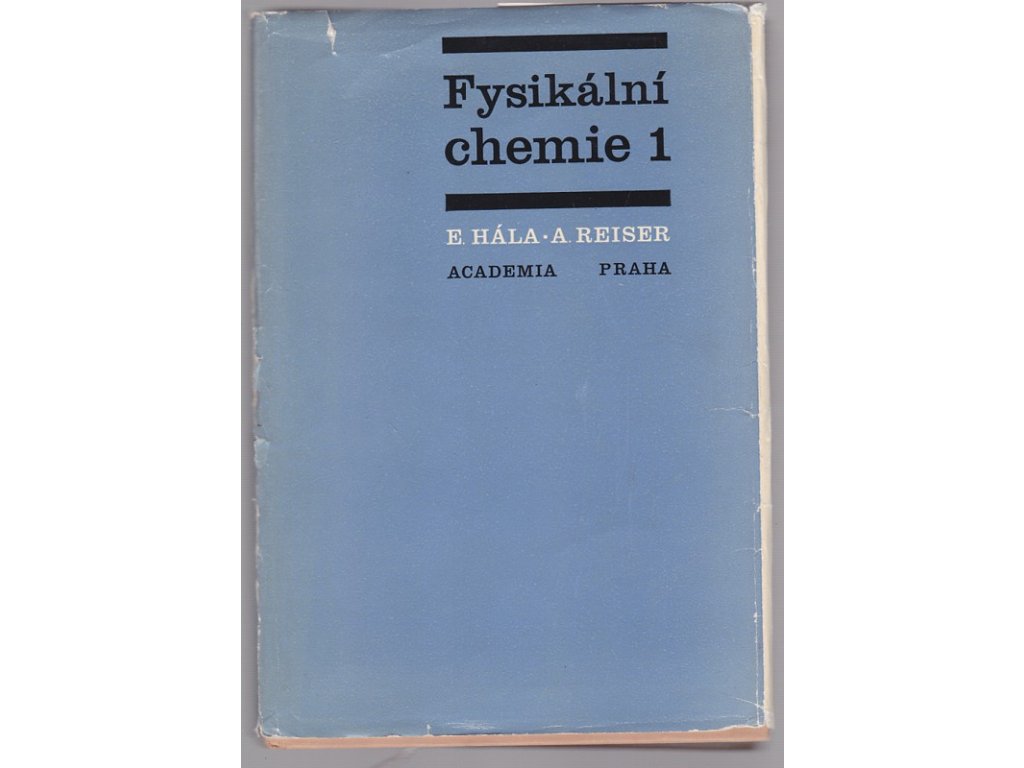 Fysikální
chemie 1
E. HÁLA · A. REISER
ACADEMIA PRAHA